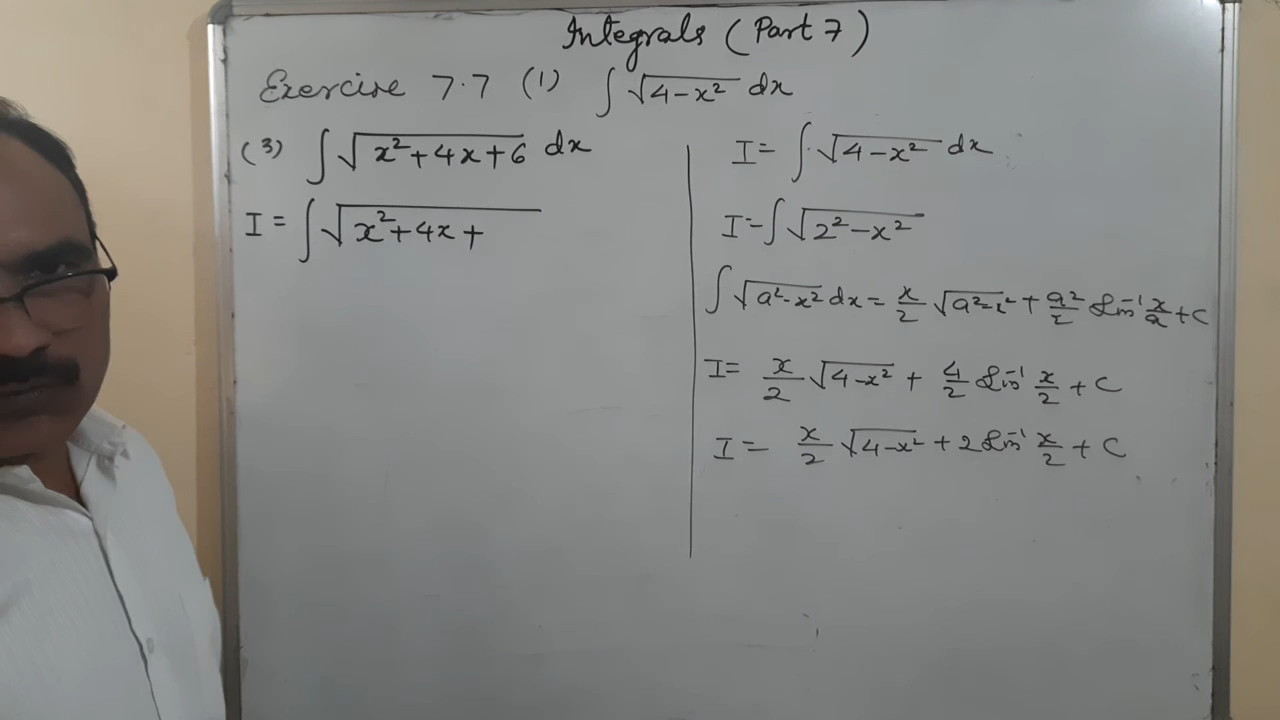 Integrals (Part 7)
Exercise 7.7 (1) ∫ √(4-x²) dx
(3) ∫ √(x²+4x+6) dx
I = ∫ √(x²+4x+
I = ∫ √(4-x²) dx
I = ∫ √(2²-x²)
∫ √(a²-x²) dx = x/2 √(a²-x²) + a²/2 Sin⁻¹ x/a + C
I = x/2 √(4-x²) + 4/2 Sin⁻¹ x/2 + C
I = x/2 √(4-x²) + 2 Sin⁻¹ x/2 + C